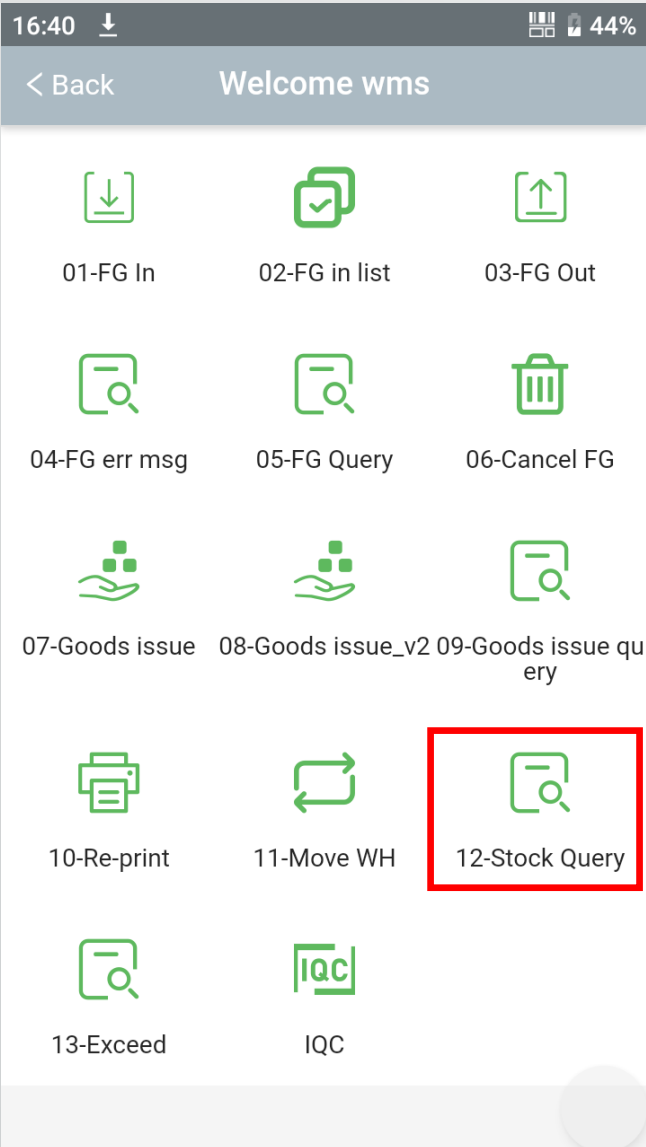 16:40 44%
< Back Welcome wms
01-FG In 02-FG in list 03-FG Out
04-FG err msg 05-FG Query 06-Cancel FG
07-Goods issue 08-Goods issue_v2 09-Goods issue qu
ery
10-Re-print 11-Move WH 12-Stock Query
IQC
13-Exceed IQC